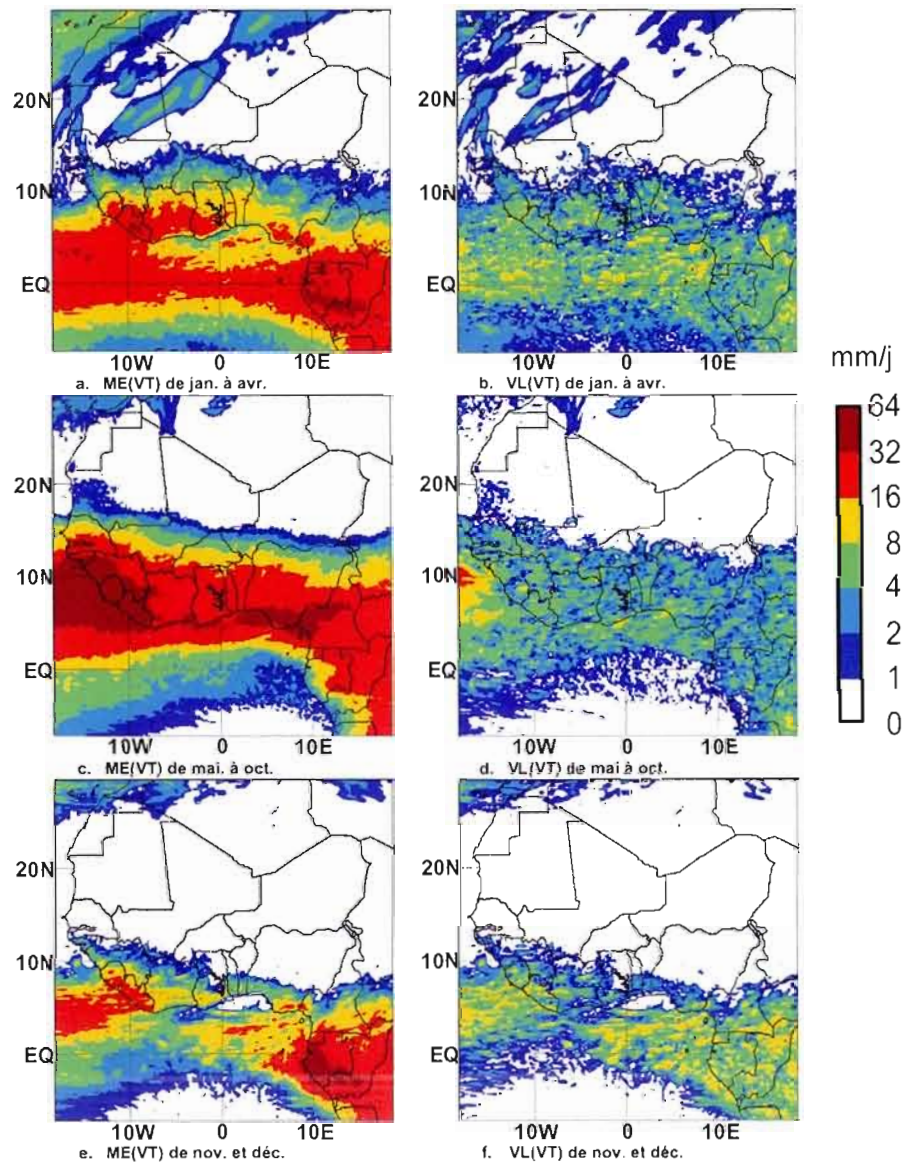 20N
10N
EQ
10W 0 10E
a. ME(VT) de jan. à avr.
10N
EQ
20N
10W 0 10E
b. VL(VT) de jan. à avr.
mm/j
64
32
16
8
4
2
1
0
20N
10N
EQ
10W 0 10E
c. ME(VT) de mai. à oct.
20N
10N
EQ
10W 0 10E
d. VL(VT) de mai à oct.
20N
10N
EQ
10W 0 10E
e. ME(VT) de nov. et déc.
20N
10N
EQ
10W 0 10E
f. VL(VT) de nov. et déc.